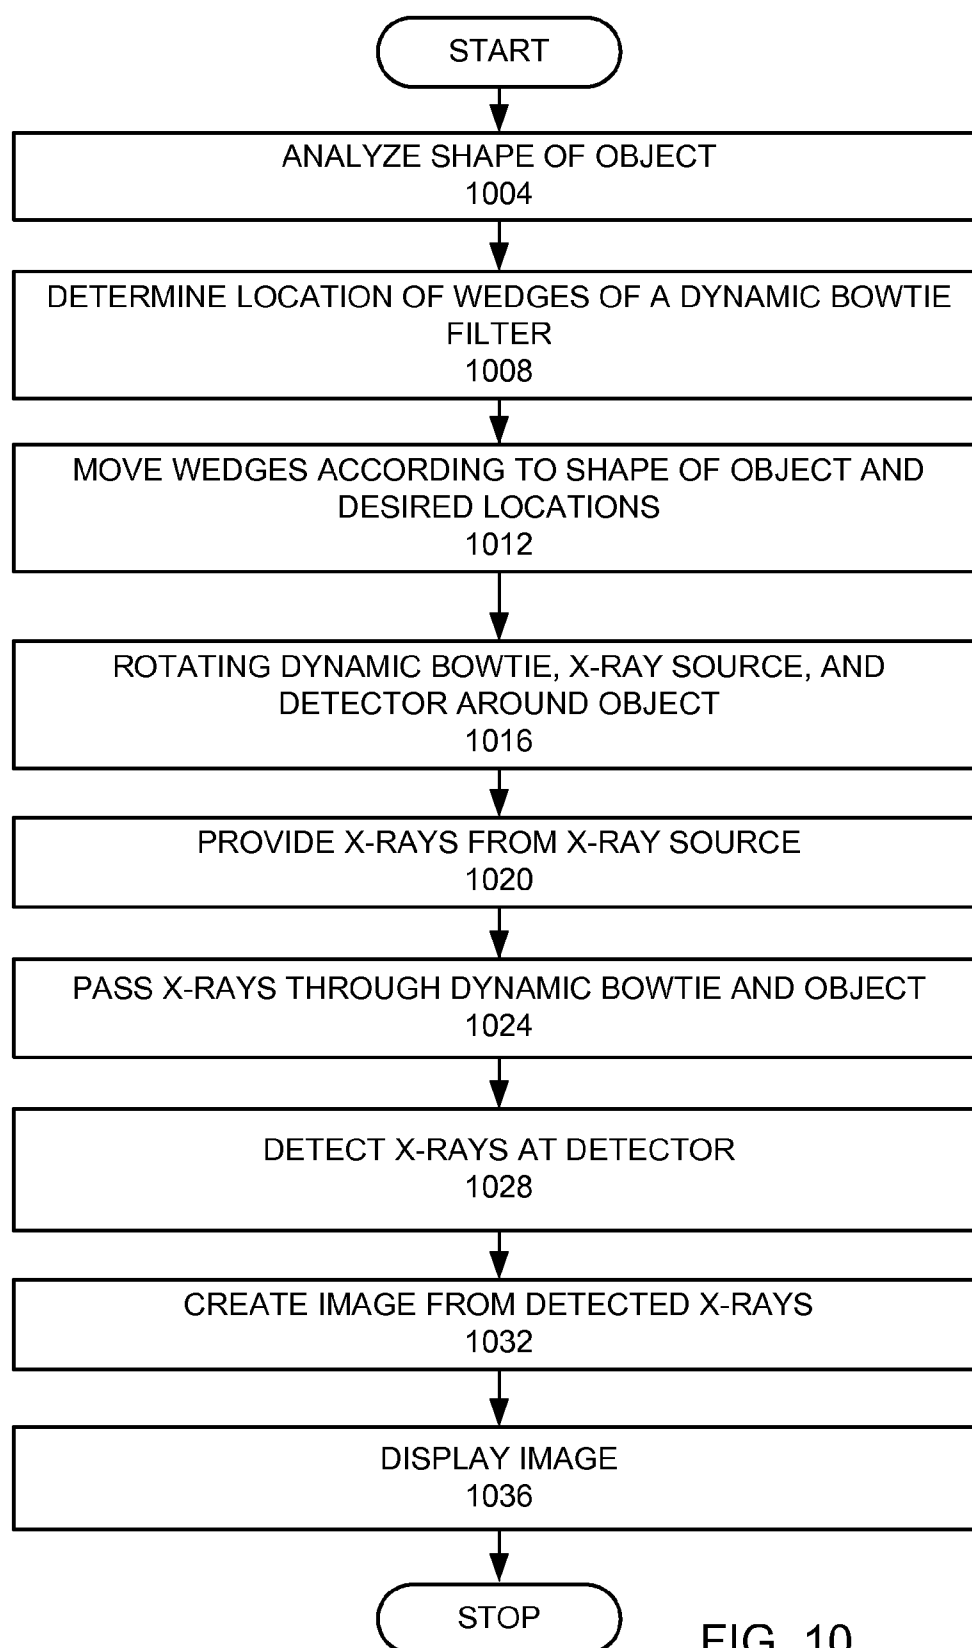 START
ANALYZE SHAPE OF OBJECT
1004
DETERMINE LOCATION OF WEDGES OF A DYNAMIC BOWTIE
FILTER
1008
MOVE WEDGES ACCORDING TO SHAPE OF OBJECT AND
DESIRED LOCATIONS
1012
ROTATING DYNAMIC BOWTIE, X-RAY SOURCE, AND
DETECTOR AROUND OBJECT
1016
PROVIDE X-RAYS FROM X-RAY SOURCE
1020
PASS X-RAYS THROUGH DYNAMIC BOWTIE AND OBJECT
1024
DETECT X-RAYS AT DETECTOR
1028
CREATE IMAGE FROM DETECTED X-RAYS
1032
DISPLAY IMAGE
1036
STOP
FIG. 10